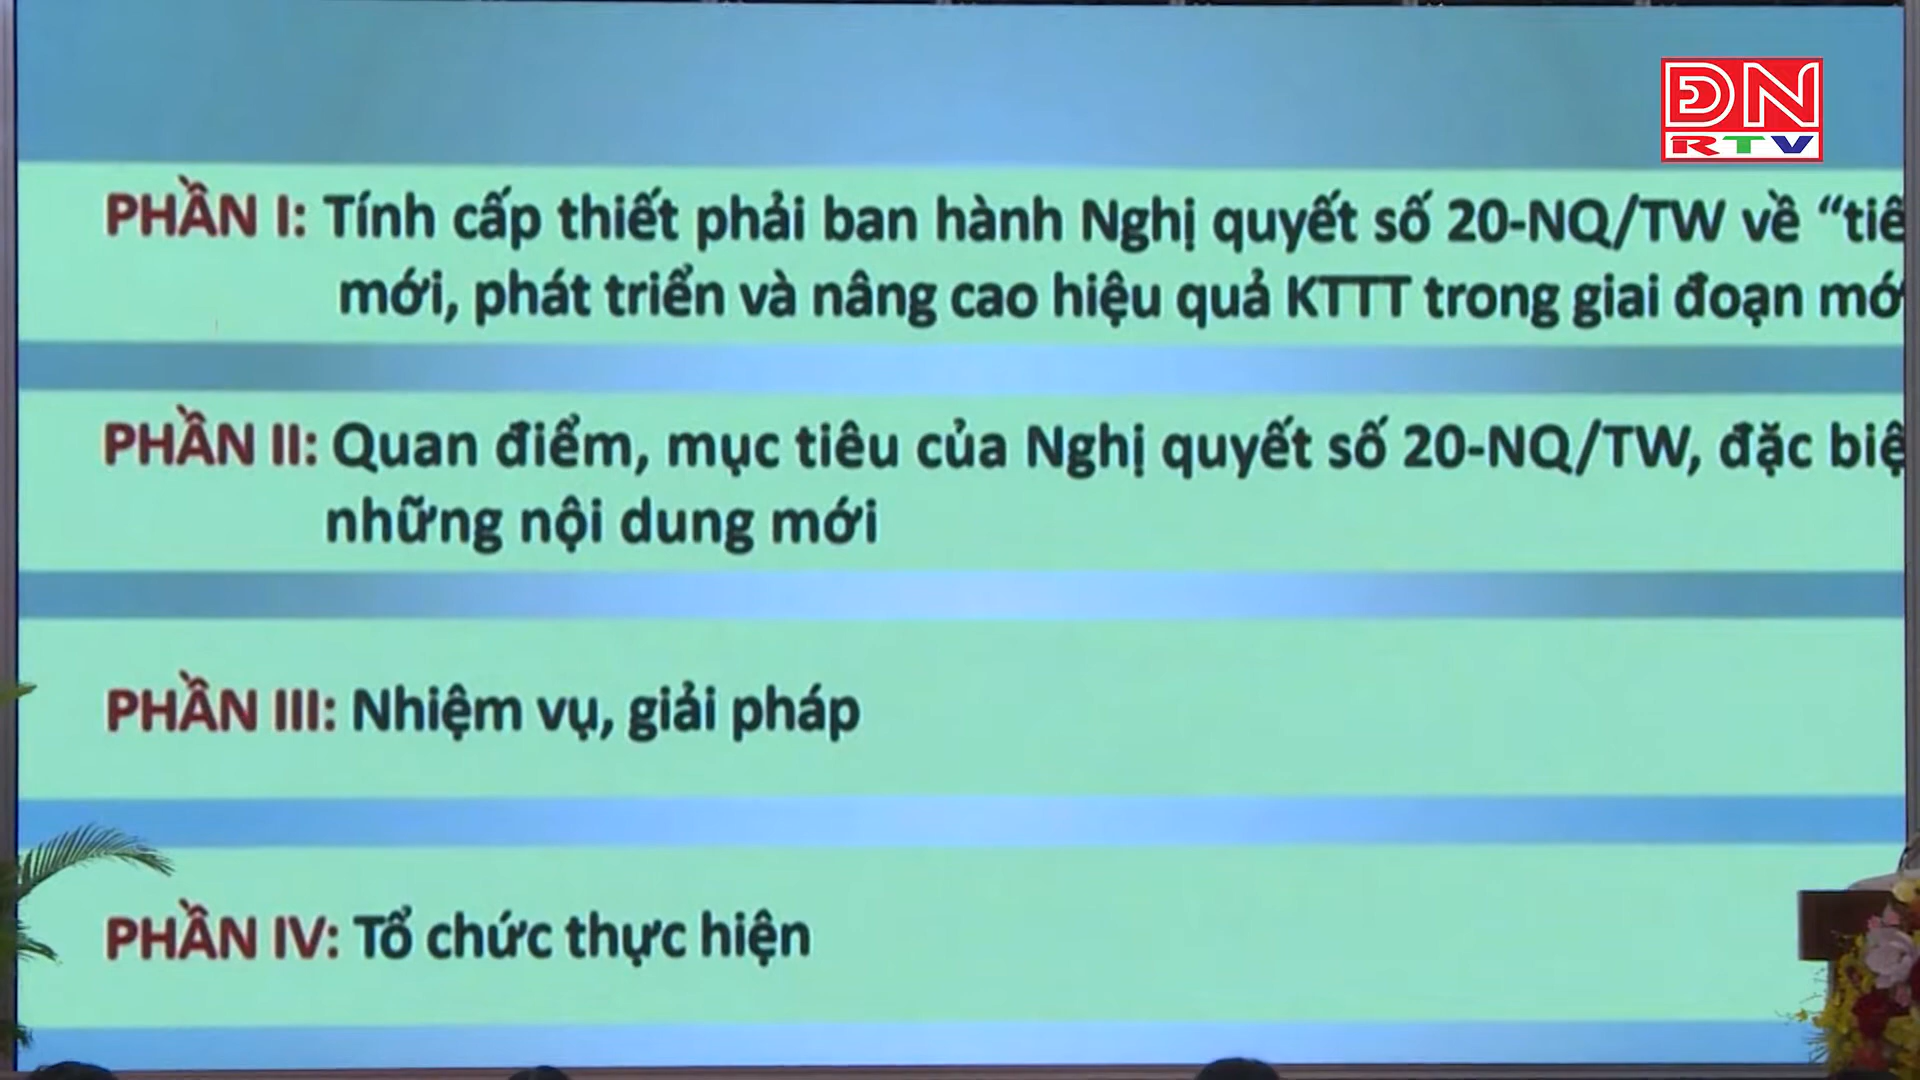 ĐN
RTV
PHẦN I: Tính cấp thiết phải ban hành Nghị quyết số 20-NQ/TW về “
mới, phát triển và nâng cao hiệu quả KTTT trong giai đoạn
PHẦN II: Quan điểm, mục tiêu của Nghị quyết số 20-NQ/TW, đặc
những nội dung mới
PHẦN III: Nhiệm vụ, giải pháp
PHẦN IV: Tổ chức thực hiện